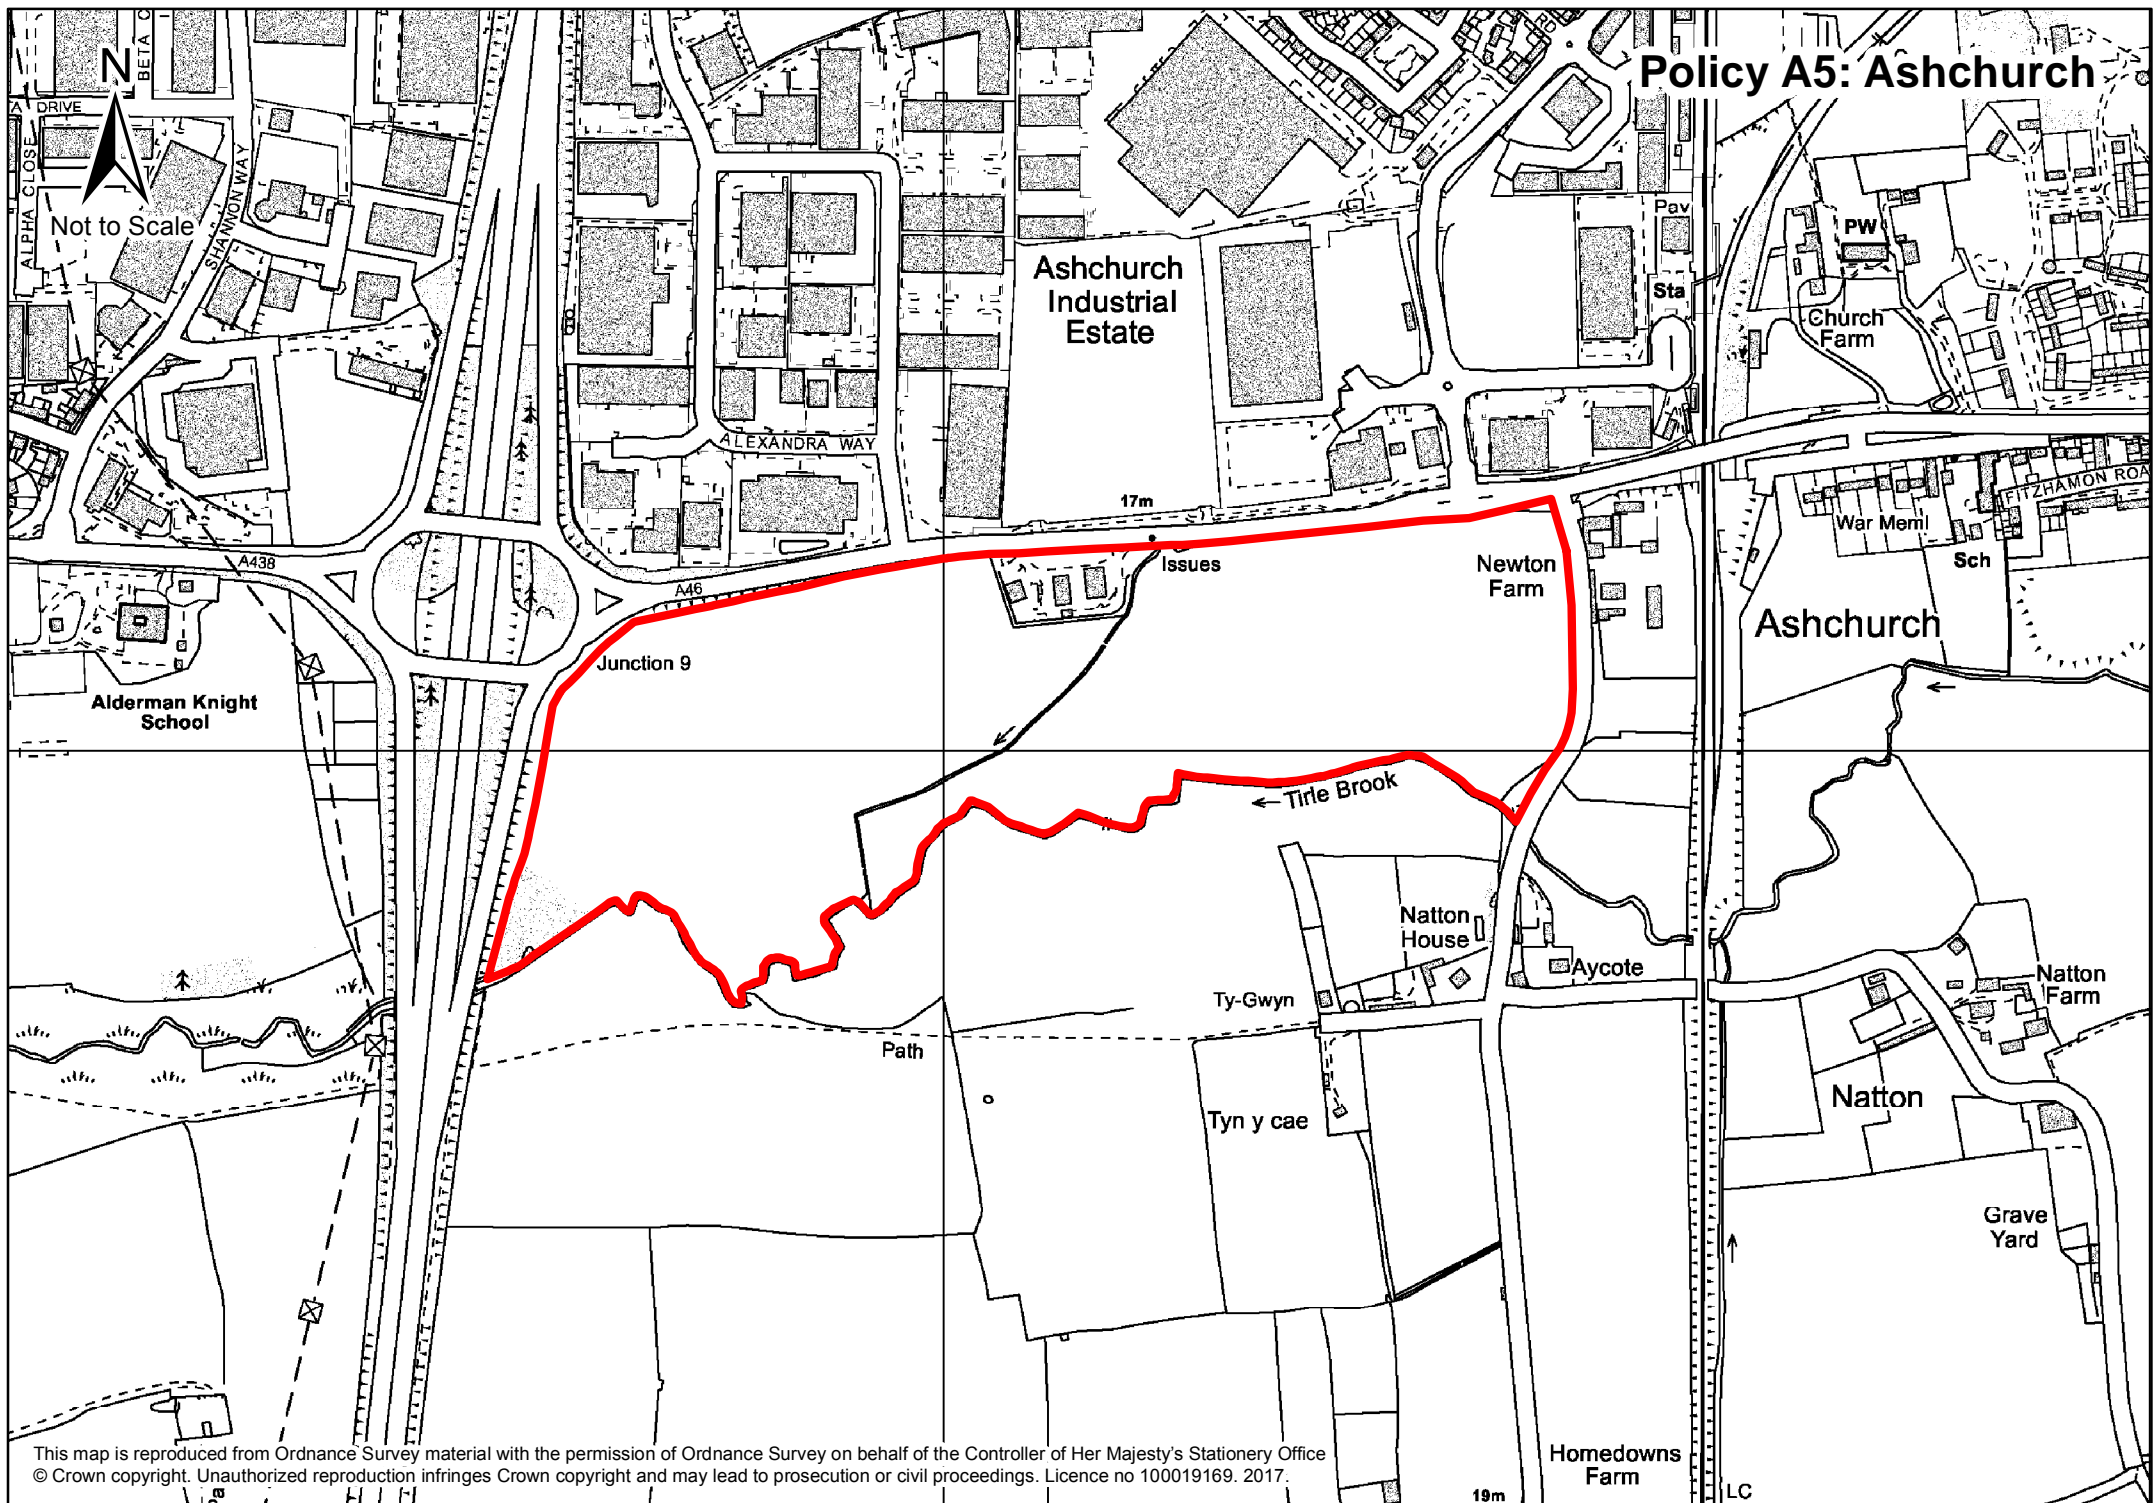 Policy A5: Ashchurch
N
Not to Scale
BETA C
TA DRIVE
ALPHA CLOSE
SHANNON WAY
Ashchurch
Industrial
Estate
Pav
PW
Sta
Church
Farm
ALEXANDRA WAY
17m
Issues
Newton
Farm
War Meml
FITZHAMON ROA
Sch
Ashchurch
A438
A46
Junction 9
Alderman Knight
School
Tirle Brook
Natton
House
Aycote
Ty-Gwyn
Natton
Farm
Path
Tyn y cae
Natton
Grave
Yard
Homedowns
Farm
19m
LC
Pa
This map is reproduced from Ordnance Survey material with the permission of Ordnance Survey on behalf of the Controller of Her Majesty's Stationery Office
© Crown copyright. Unauthorized reproduction infringes Crown copyright and may lead to prosecution or civil proceedings. Licence no 100019169. 2017.